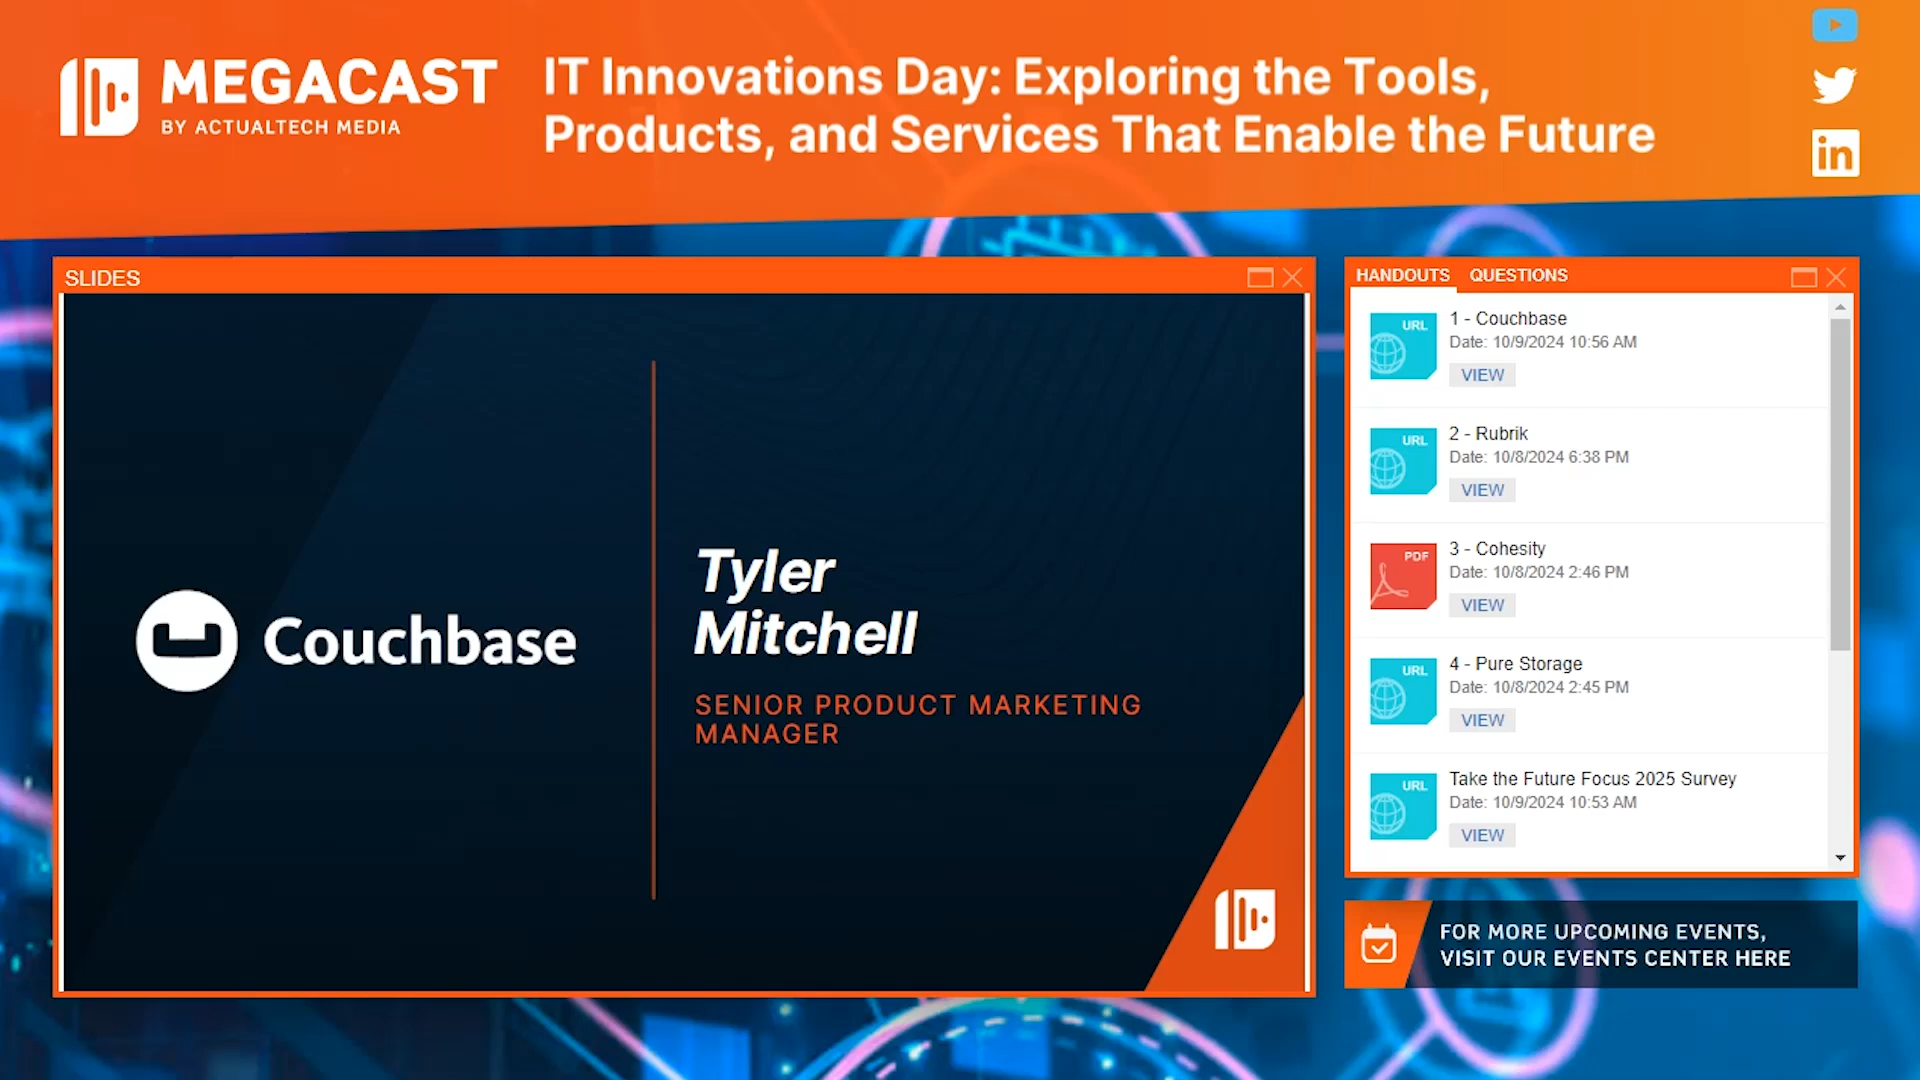 MEGACAST
BY ACTUALTECH MEDIA
IT Innovations Day: Exploring the Tools,
Products, and Services That Enable the Future
in
SLIDES
Couchbase
Tyler
Mitchell
SENIOR PRODUCT MARKETING
MANAGER
HANDOUTS QUESTIONS
URL
1 - Couchbase
Date: 10/9/2024 10:56 AM
VIEW
URL
2 - Rubrik
Date: 10/8/2024 6:38 PM
VIEW
PDF
3 - Cohesity
Date: 10/8/2024 2:46 PM
VIEW
URL
4 - Pure Storage
Date: 10/8/2024 2:45 PM
VIEW
URL
Take the Future Focus 2025 Survey
Date: 10/9/2024 10:53 AM
VIEW
FOR MORE UPCOMING EVENTS,
VISIT OUR EVENTS CENTER HERE